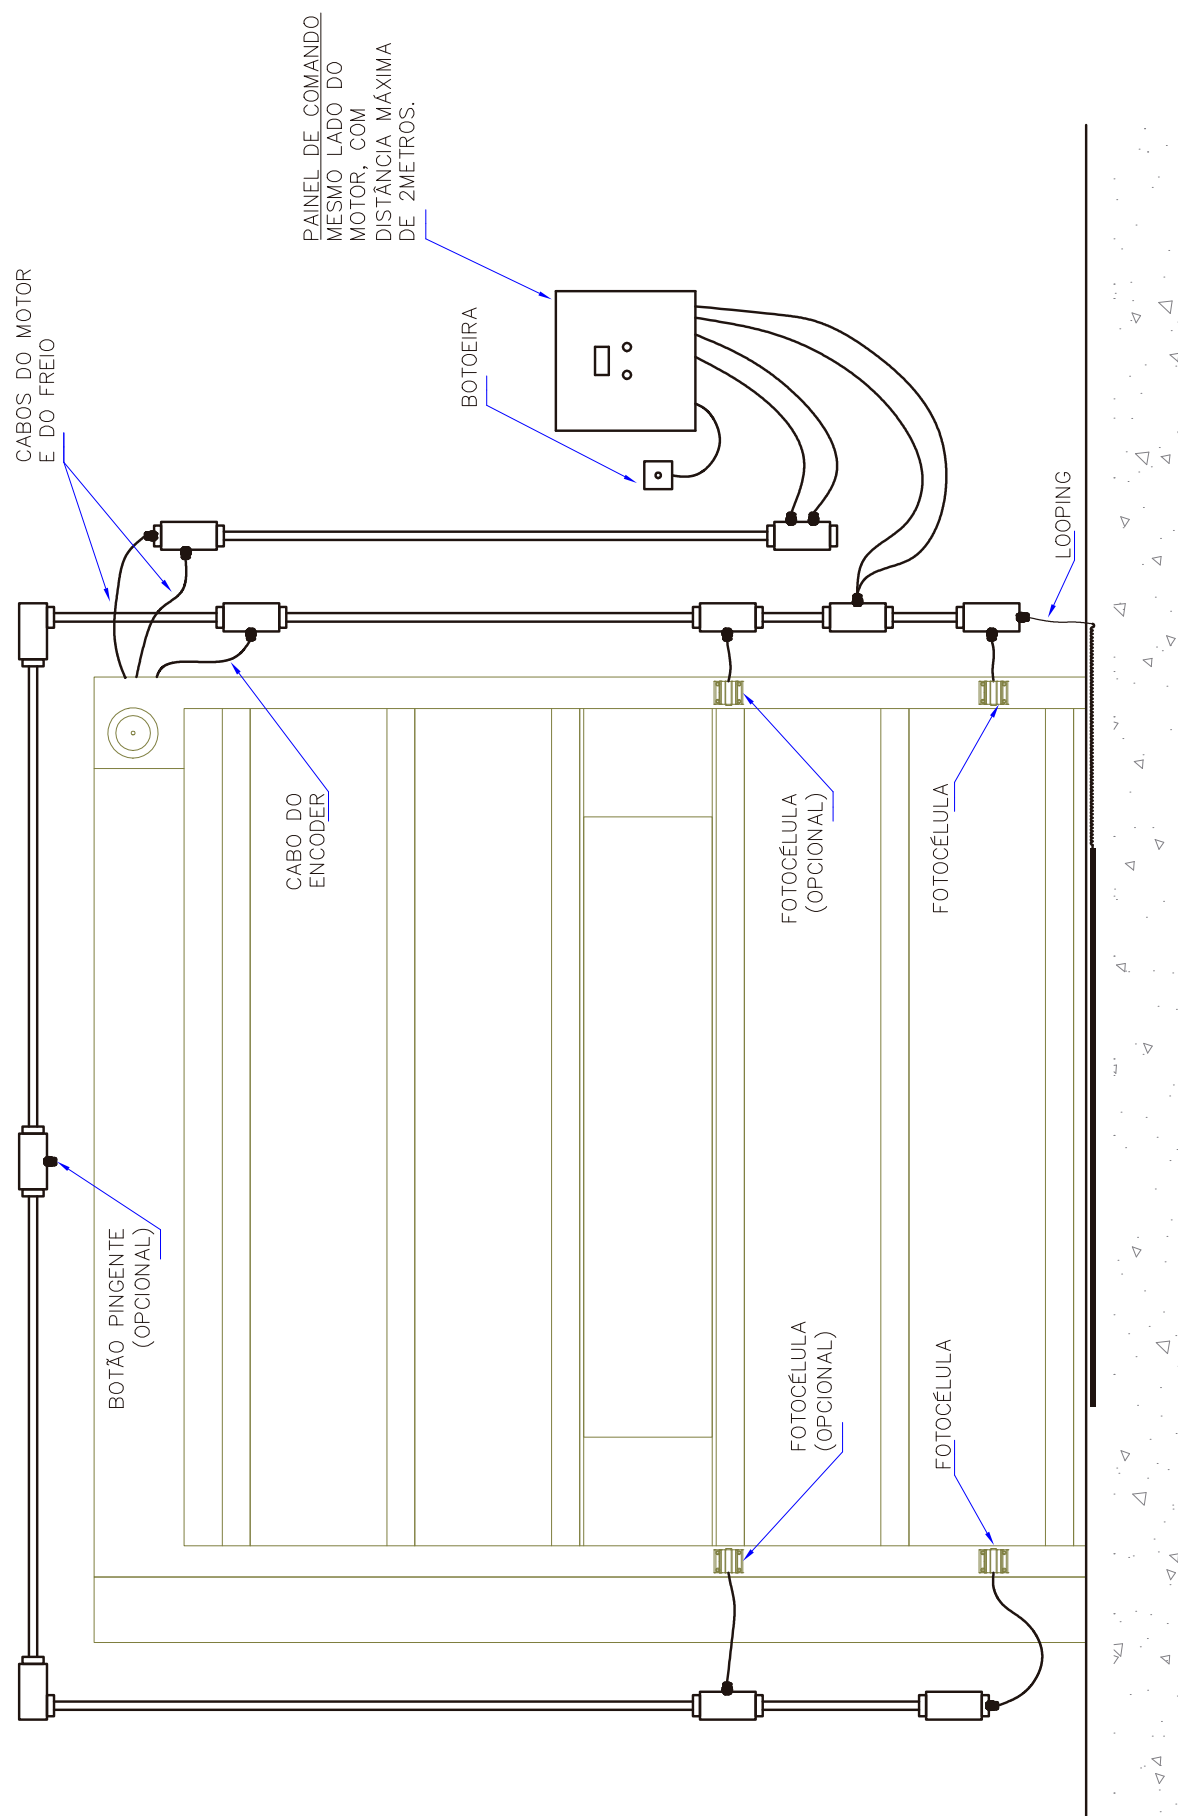 PAINEL DE COMANDO
MESMO LADO DO
MOTOR, COM
DISTÂNCIA MÁXIMA
DE 2METROS.
CABOS DO MOTOR
E DO FREIO
BOTOEIRA
LOOPING
CABO DO
ENCODER
FOTOCÉLULA
(OPCIONAL)
FOTOCÉLULA
BOTÃO PINGENTE
(OPCIONAL)
FOTOCÉLULA
(OPCIONAL)
FOTOCÉLULA